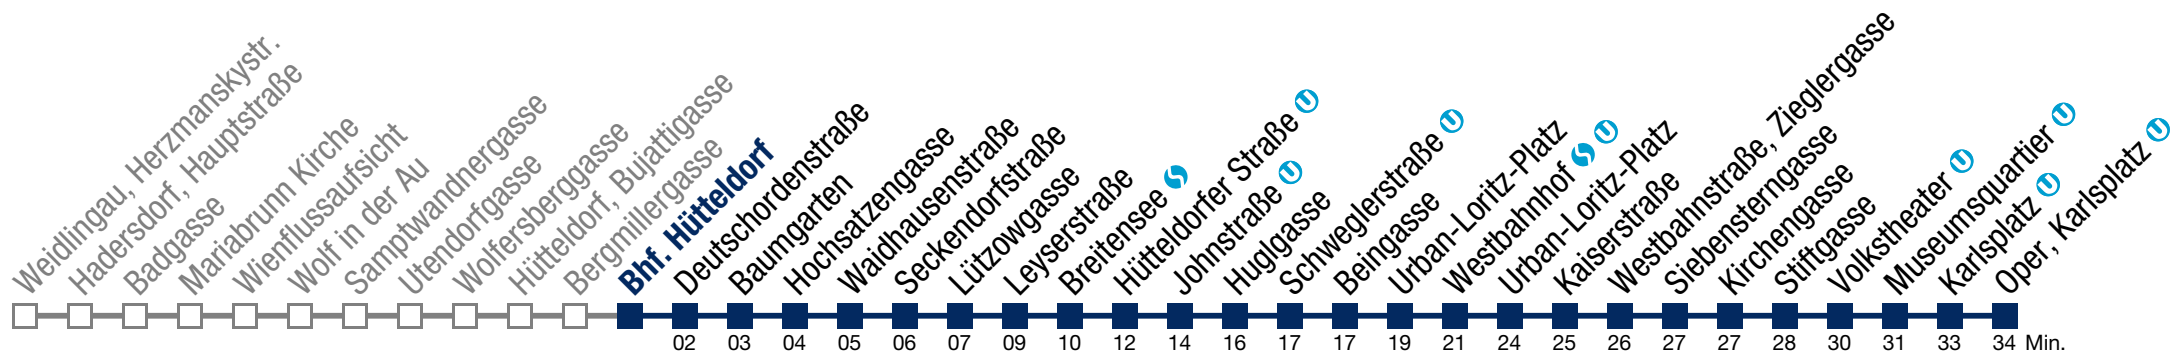 Weidlingau, Herzmanskystr.
Hadersdorf, Hauptstraße
Badgasse
Mariabrunn Kirche
Wienflussaufsicht
Wolf in der Au
Samptwandnergasse
Utendorfgasse
Wolfersberggasse
Hütteldorf, Bujattigasse
Bergmillergasse
Bhf. Hütteldorf
Deutschordenstraße
Baumgarten
Hochsatzengasse
Waidhausenstraße
Seckendorfstraße
Lützowgasse
Leyserstraße
Breitensee S
Hütteldorfer Straße U
Johnstraße U
Huglgasse
Schweglerstraße U
Beingasse
Urban-Loritz-Platz
Westbahnhof S U
Urban-Loritz-Platz
Kaiserstraße
Westbahnstraße, Zieglergasse
Siebensterngasse
Kirchengasse
Stiftgasse
Volkstheater U
Museumsquartier U
Karlsplatz U
Oper, Karlsplatz U
02 03 04 05 06 07 09 10 12 14 16 17 17 19 21 24 25 26 27 27 28 30 31 33 34 Min.